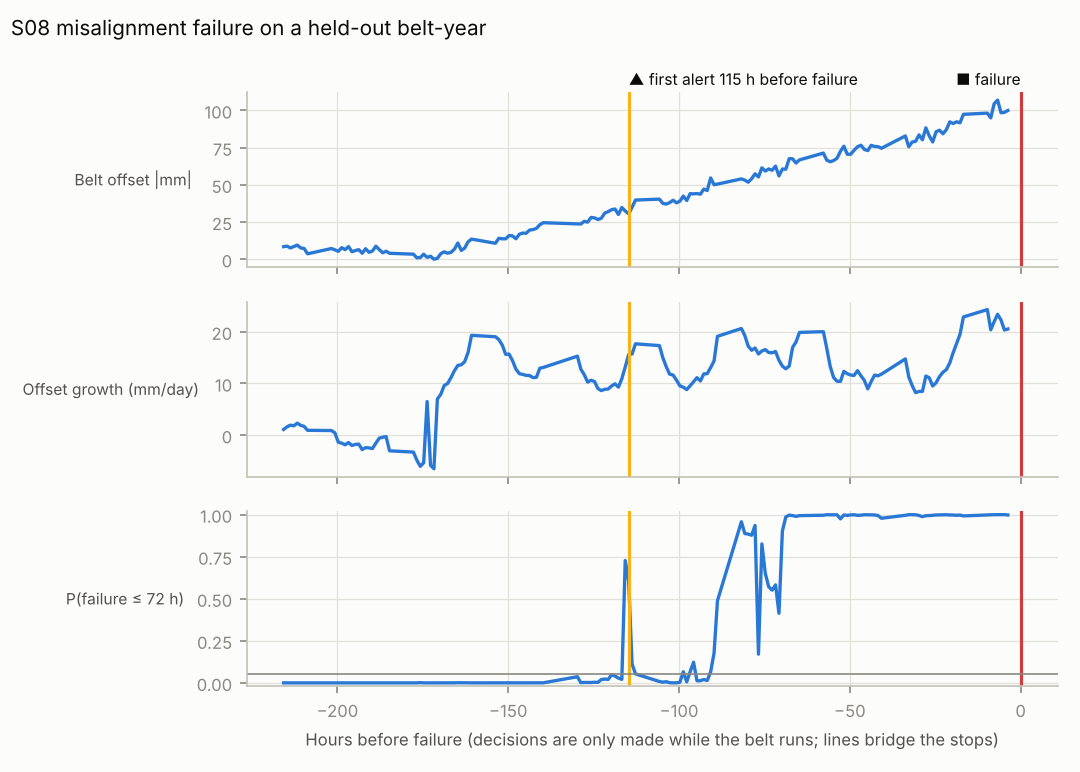 S08 misalignment failure on a held-out belt-year
▲ first alert 115 h before failure
■ failure
100
75
50
25
0
Belt offset |mm|
20
10
0
Offset growth (mm/day)
1.00
0.75
0.50
0.25
0.00
P(failure ≤ 72 h)
−200
−150
−100
−50
0
Hours before failure (decisions are only made while the belt runs; lines bridge the stops)